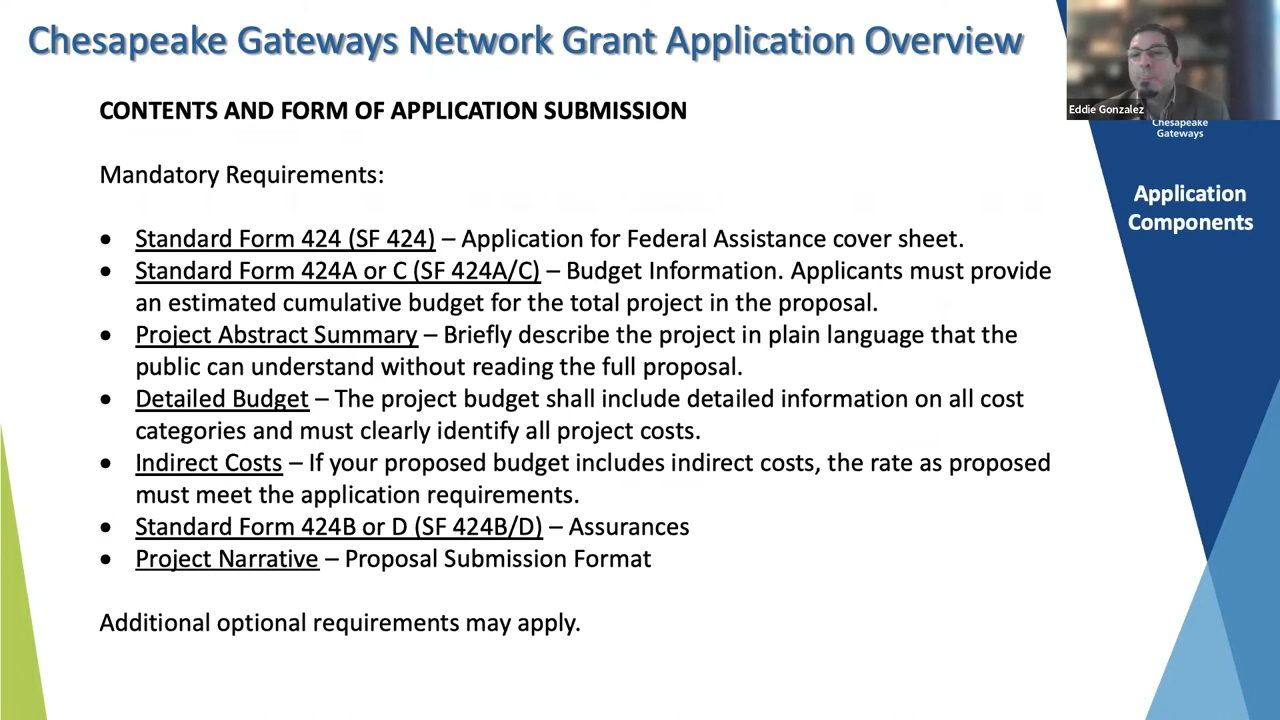 Chesapeake Gateways Network Grant Application Overview
Eddie Gonzalez
Chesapeake
Gateways
Application
Components
CONTENTS AND FORM OF APPLICATION SUBMISSION
Mandatory Requirements:
• Standard Form 424 (SF 424) – Application for Federal Assistance cover sheet.
• Standard Form 424A or C (SF 424A/C) – Budget Information. Applicants must provide
an estimated cumulative budget for the total project in the proposal.
• Project Abstract Summary – Briefly describe the project in plain language that the
public can understand without reading the full proposal.
• Detailed Budget – The project budget shall include detailed information on all cost
categories and must clearly identify all project costs.
• Indirect Costs – If your proposed budget includes indirect costs, the rate as proposed
must meet the application requirements.
• Standard Form 424B or D (SF 424B/D) – Assurances
• Project Narrative – Proposal Submission Format
Additional optional requirements may apply.